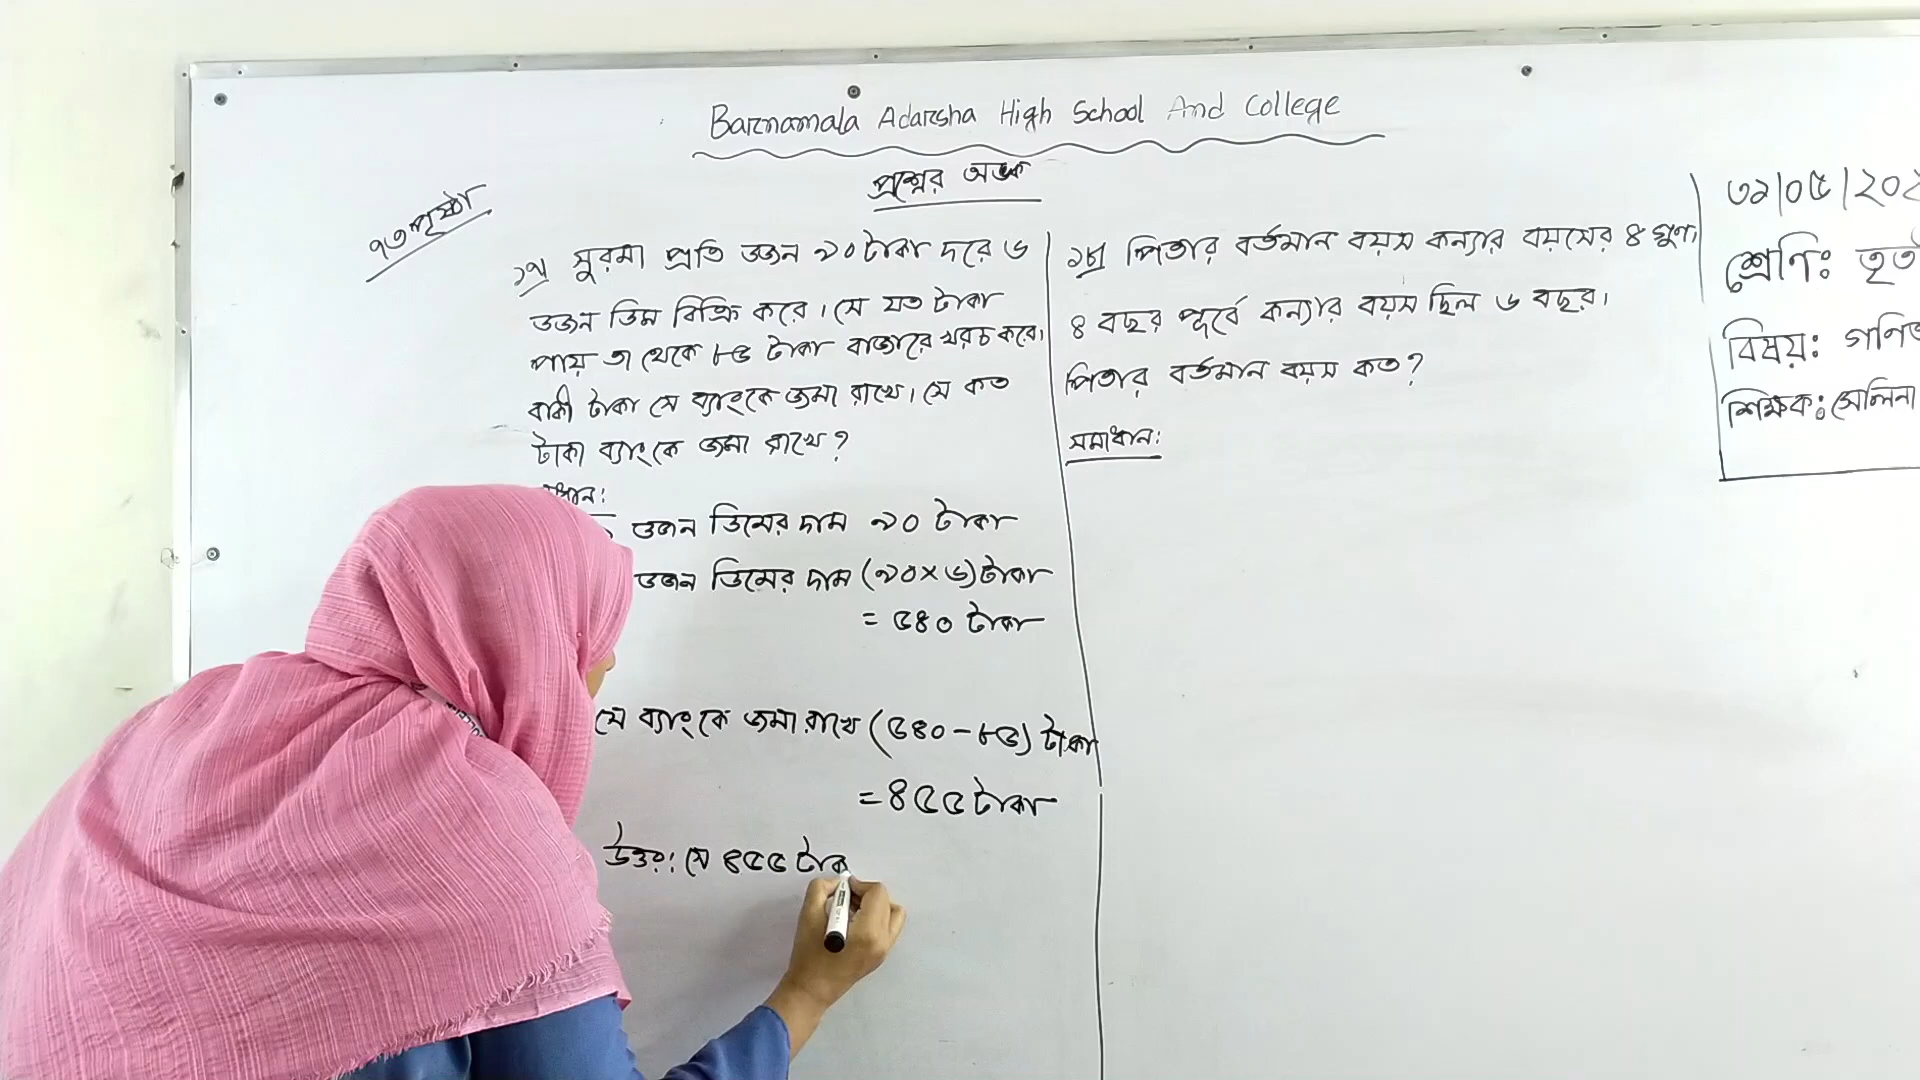 Barnamala Adarsha High School And College
প্রশ্নের অঙ্ক
৭৩ পৃষ্ঠা
১৭। সুরমা প্রতি ডজন ৯০ টাকা দরে ৬
ডজন ডিম বিক্রি করে। সে যত টাকা
পায় তা থেকে ৮৫ টাকা বাজারে খরচ করে।
বাকী টাকা সে ব্যাংকে জমা রাখে। সে কত
টাকা ব্যাংকে জমা রাখে?
ধান:
ডজন ডিমের দাম ৯০ টাকা
ডজন ডিমের দাম (৯০×৬) টাকা
= ৫৪০ টাকা
সে ব্যাংকে জমা রাখে (৫৪০-৮৫) টাকা
= ৪৫৫ টাকা
উত্তর: সে ৪৫৫ টাক
১৮। পিতার বর্তমান বয়স কন্যার বয়সের ৪ গুণ।
৪ বছর পূর্বে কন্যার বয়স ছিল ৬ বছর।
পিতার বর্তমান বয়স কত?
সমাধান:
/০৫/২০২
শ্রেণি: তৃতী
বিষয়: গণিত
শিক্ষক: সেলিনা